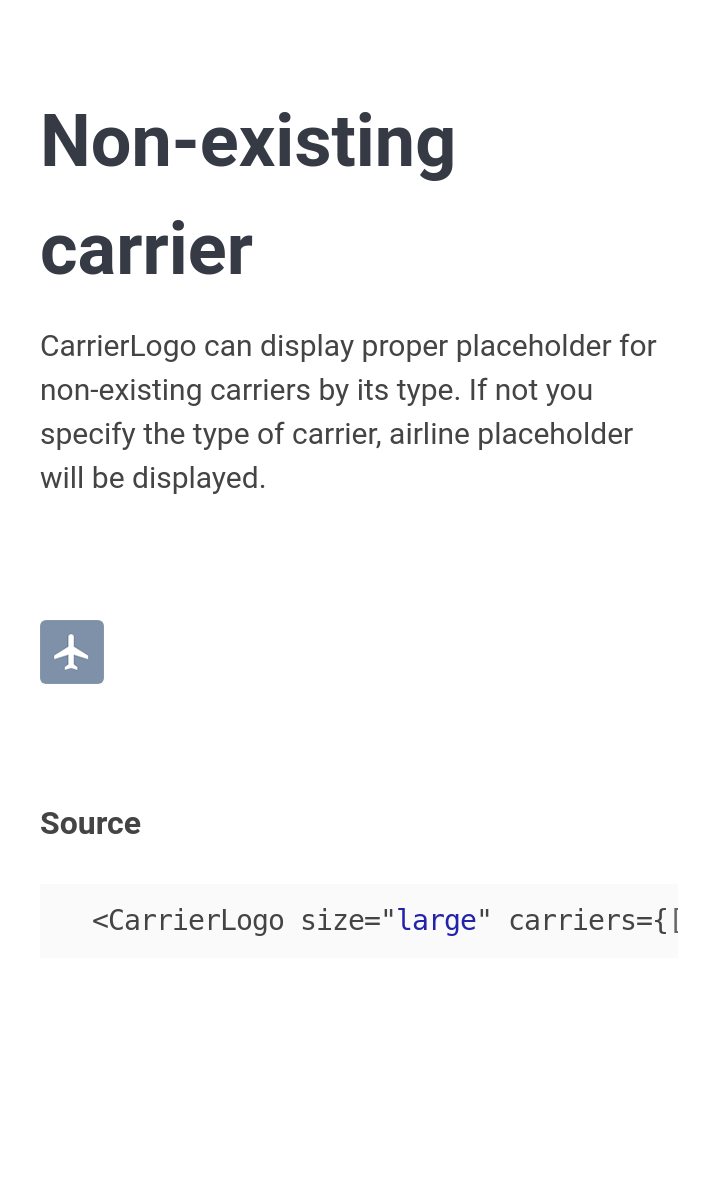 Non-existing
carrier
CarrierLogo can display proper placeholder for
non-existing carriers by its type. If not you
specify the type of carrier, airline placeholder
will be displayed.
Source
<CarrierLogo size="large" carriers={[